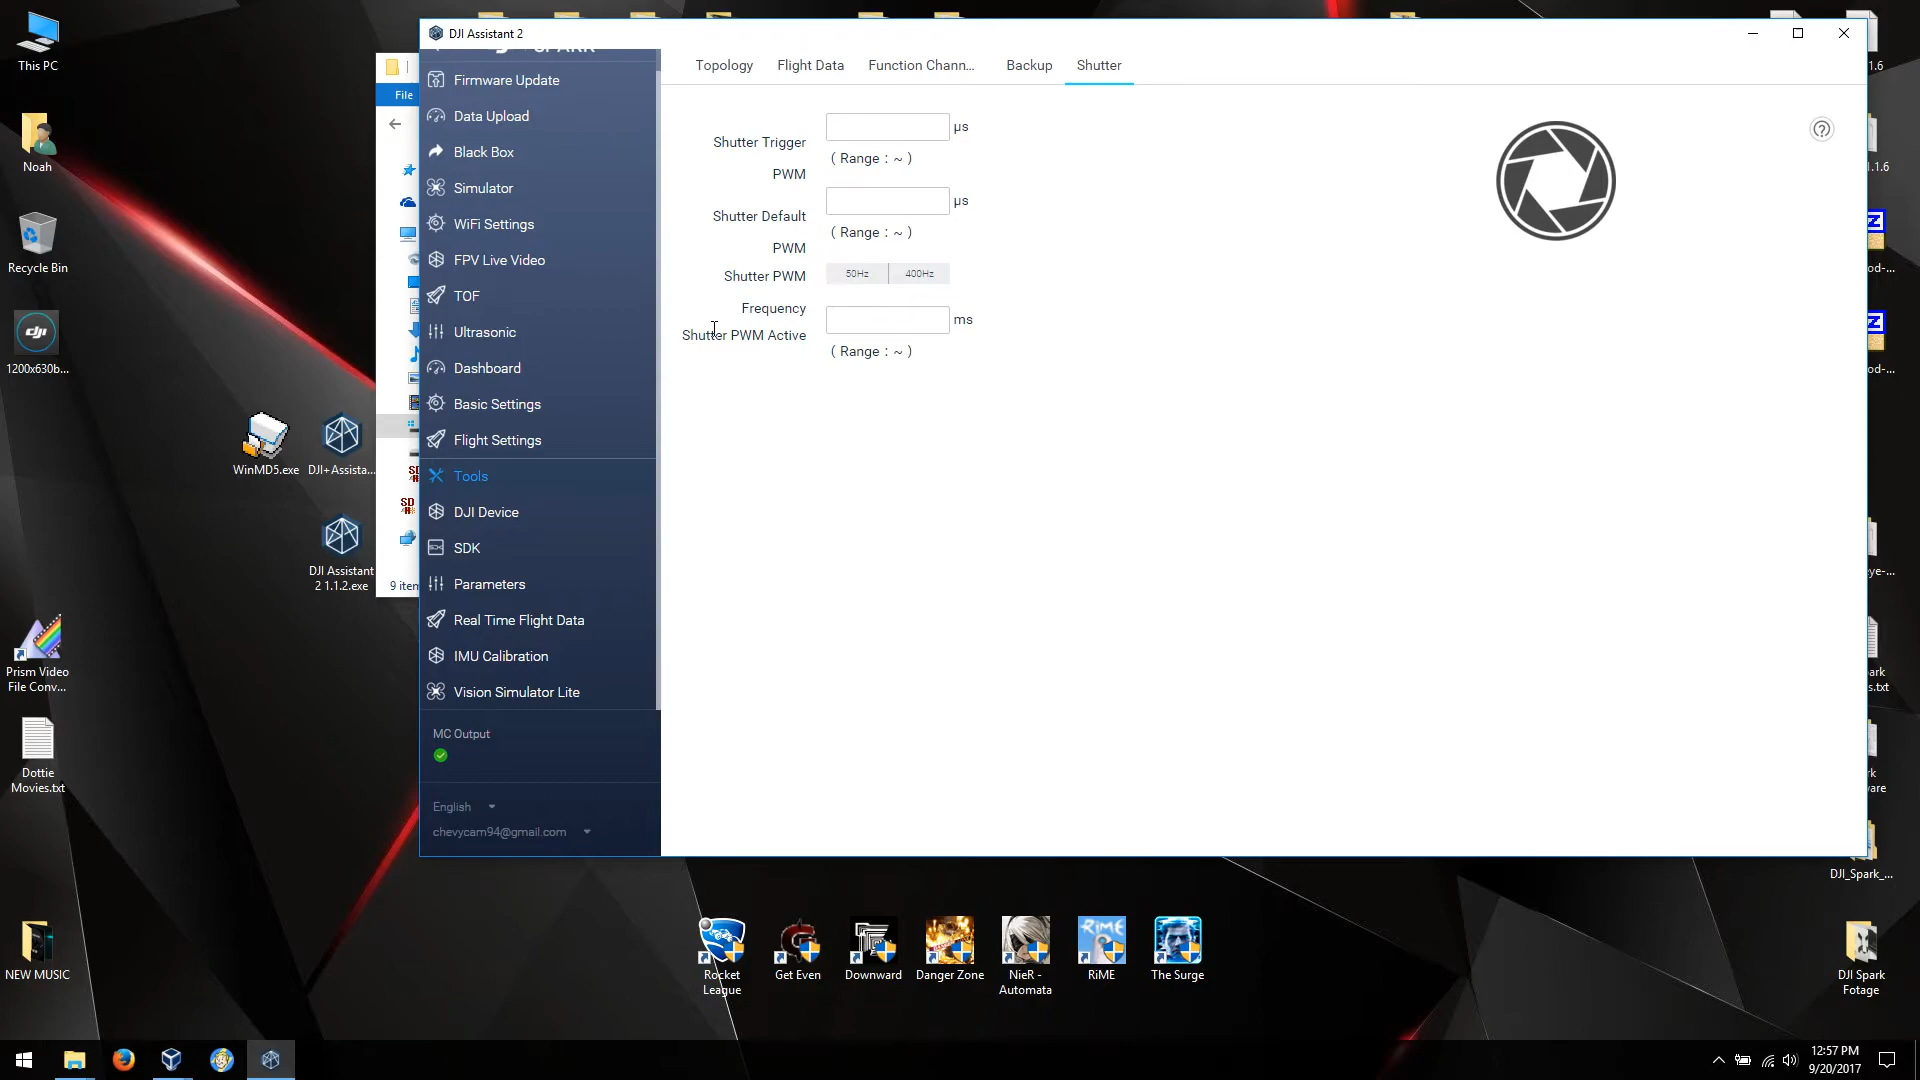 This PC
Noah
Recycle Bin
1200x630b...
WinMD5.exe
DJI+Assista...
DJI Assistant
2 1.1.2.exe
Prism Video
File Conv...
Dottie
Movies.txt
NEW MUSIC
File
9 item
DJI Assistant 2
SPARK
Firmware Update
Data Upload
Black Box
Simulator
WiFi Settings
FPV Live Video
TOF
Ultrasonic
Dashboard
Basic Settings
Flight Settings
Tools
DJI Device
SDK
Parameters
Real Time Flight Data
IMU Calibration
Vision Simulator Lite
MC Output
English
chevycam94@gmail.com
Topology
Flight Data
Function Chann...
Backup
Shutter
Shutter Trigger
PWM
μs
( Range : ~ )
Shutter Default
PWM
μs
( Range : ~ )
Shutter PWM
Frequency
50Hz
400Hz
Shutter PWM Active
ms
( Range : ~ )
1.6
1.1.6
od-...
od-...
eye-...
ark
s.txt
rk
ware
DJI_Spark_...
DJI Spark
Fotage
Rocket
League
Get Even
Downward
Danger Zone
NieR -
Automata
RiME
The Surge
12:57 PM
9/20/2017